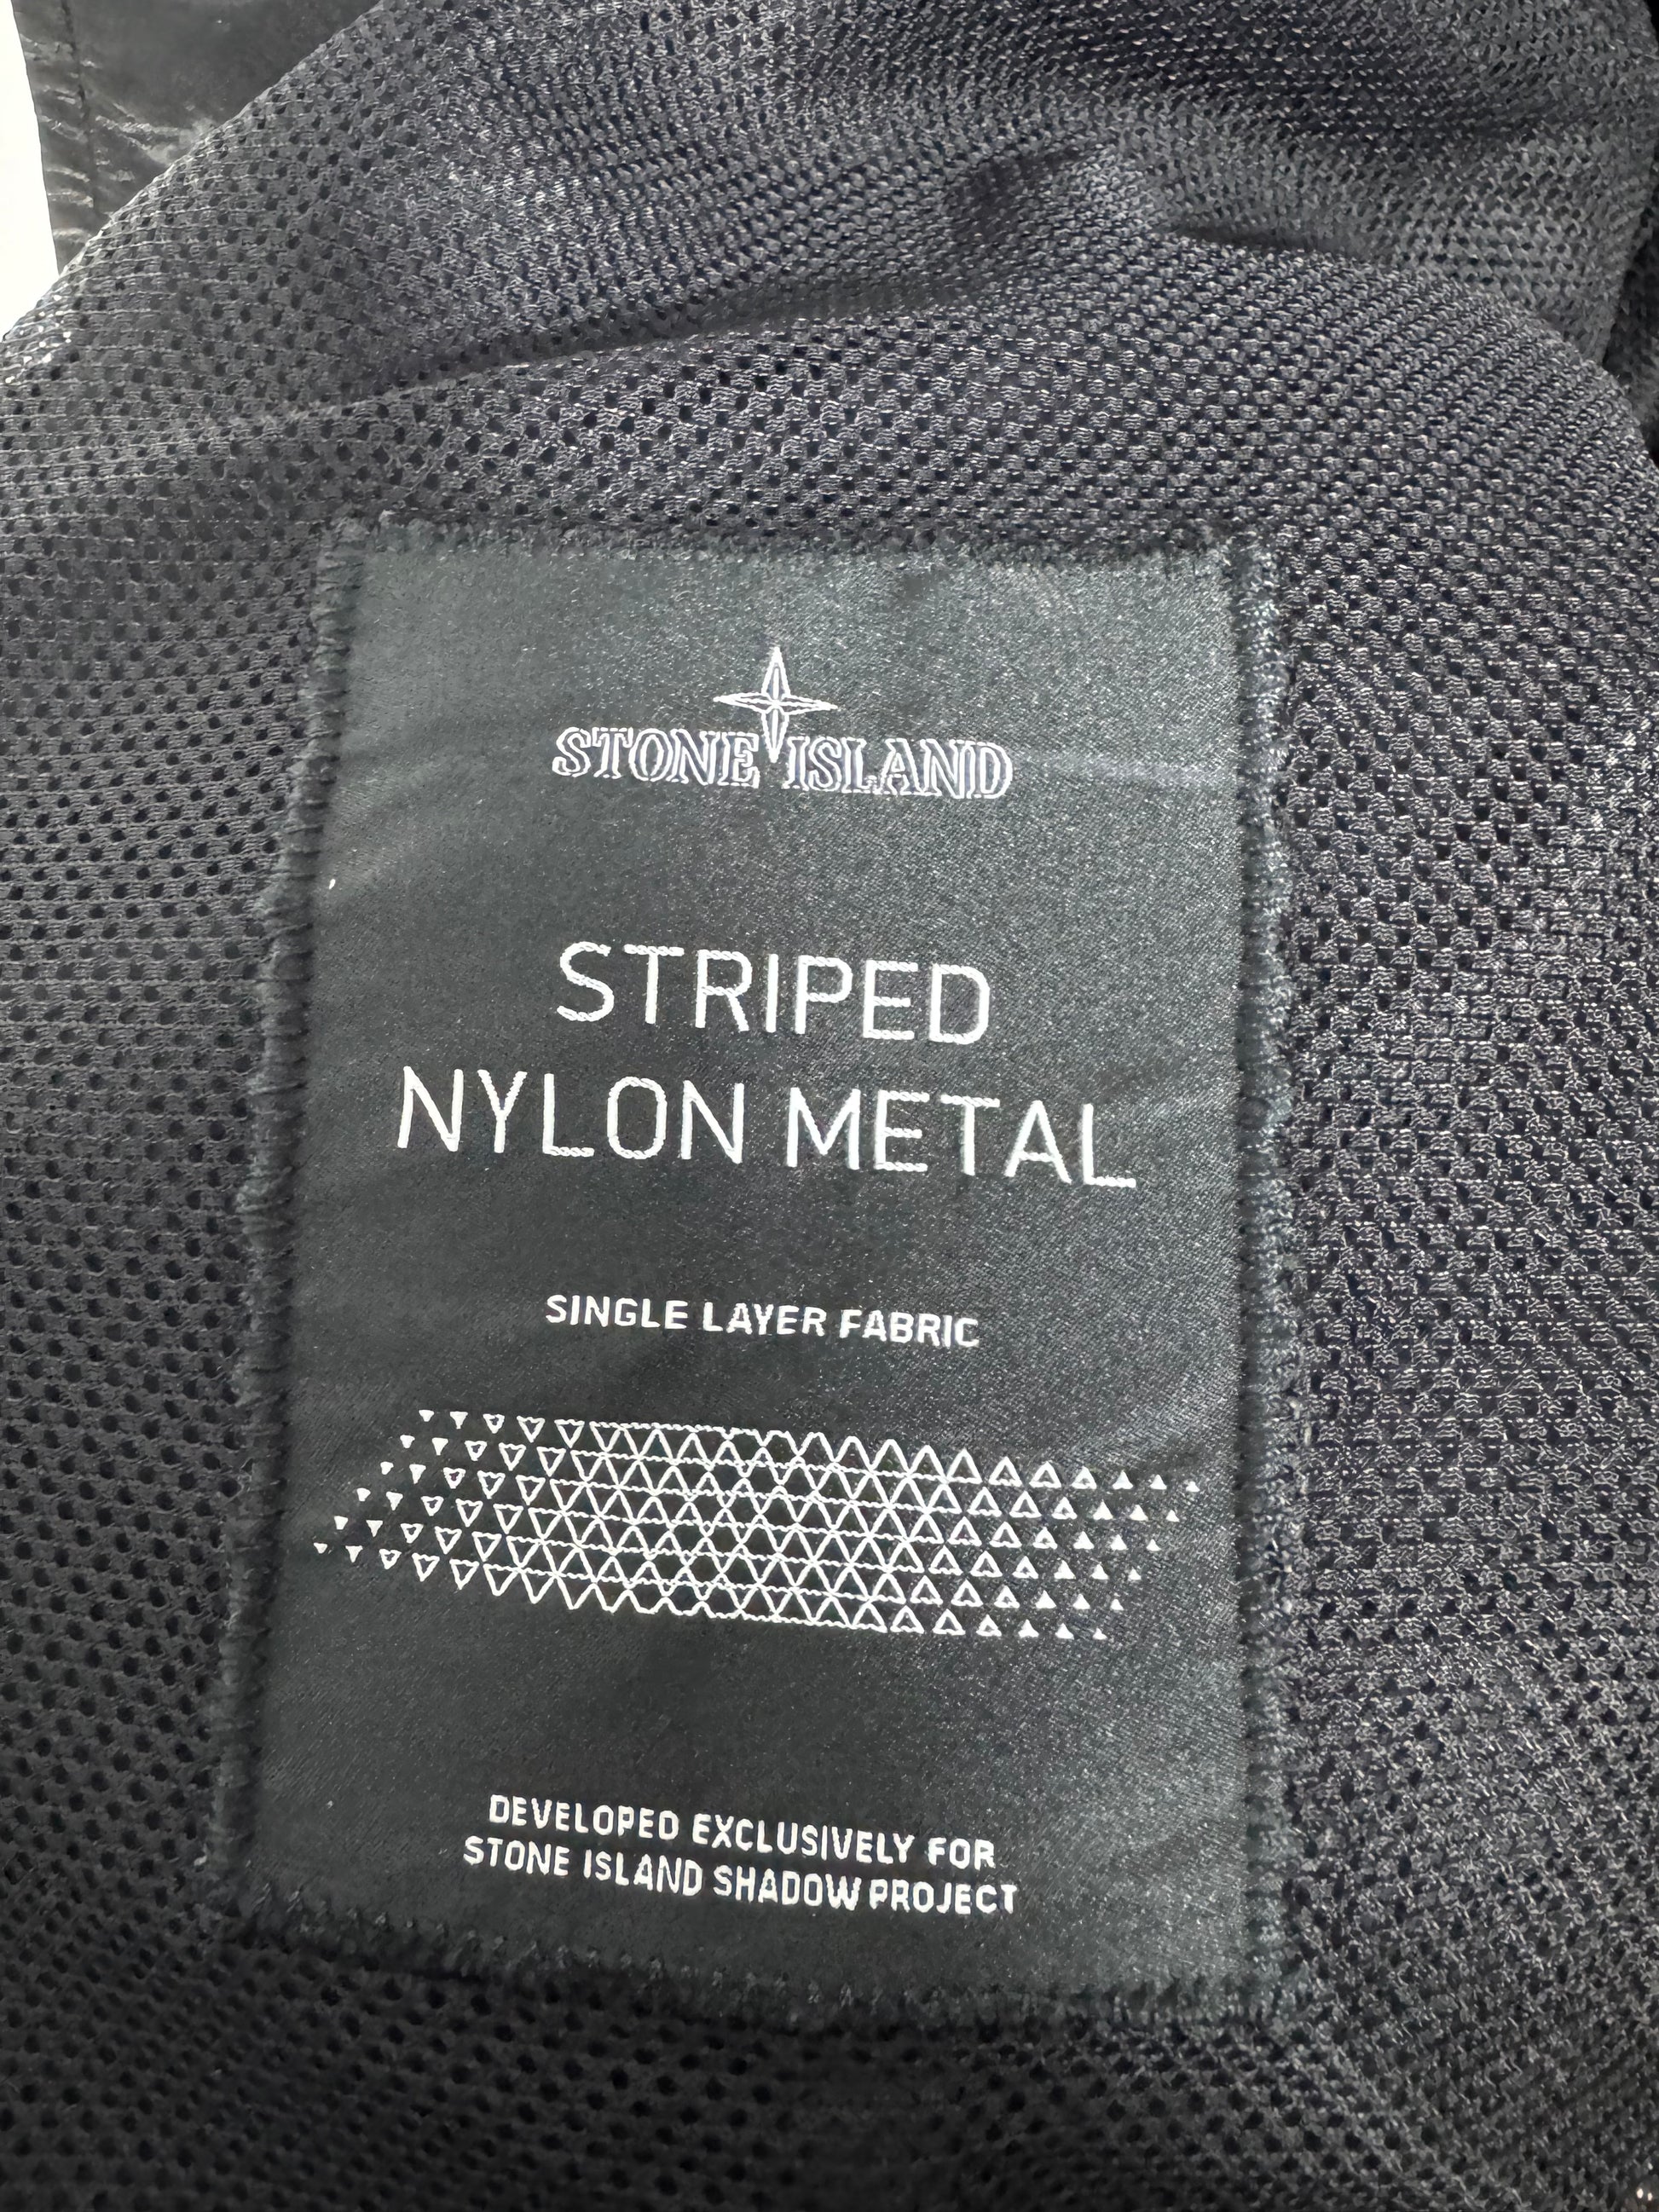 STONE ISLAND
STRIPED
NYLON METAL
SINGLE LAYER FABRIC
DEVELOPED EXCLUSIVELY FOR
STONE ISLAND SHADOW PROJECT